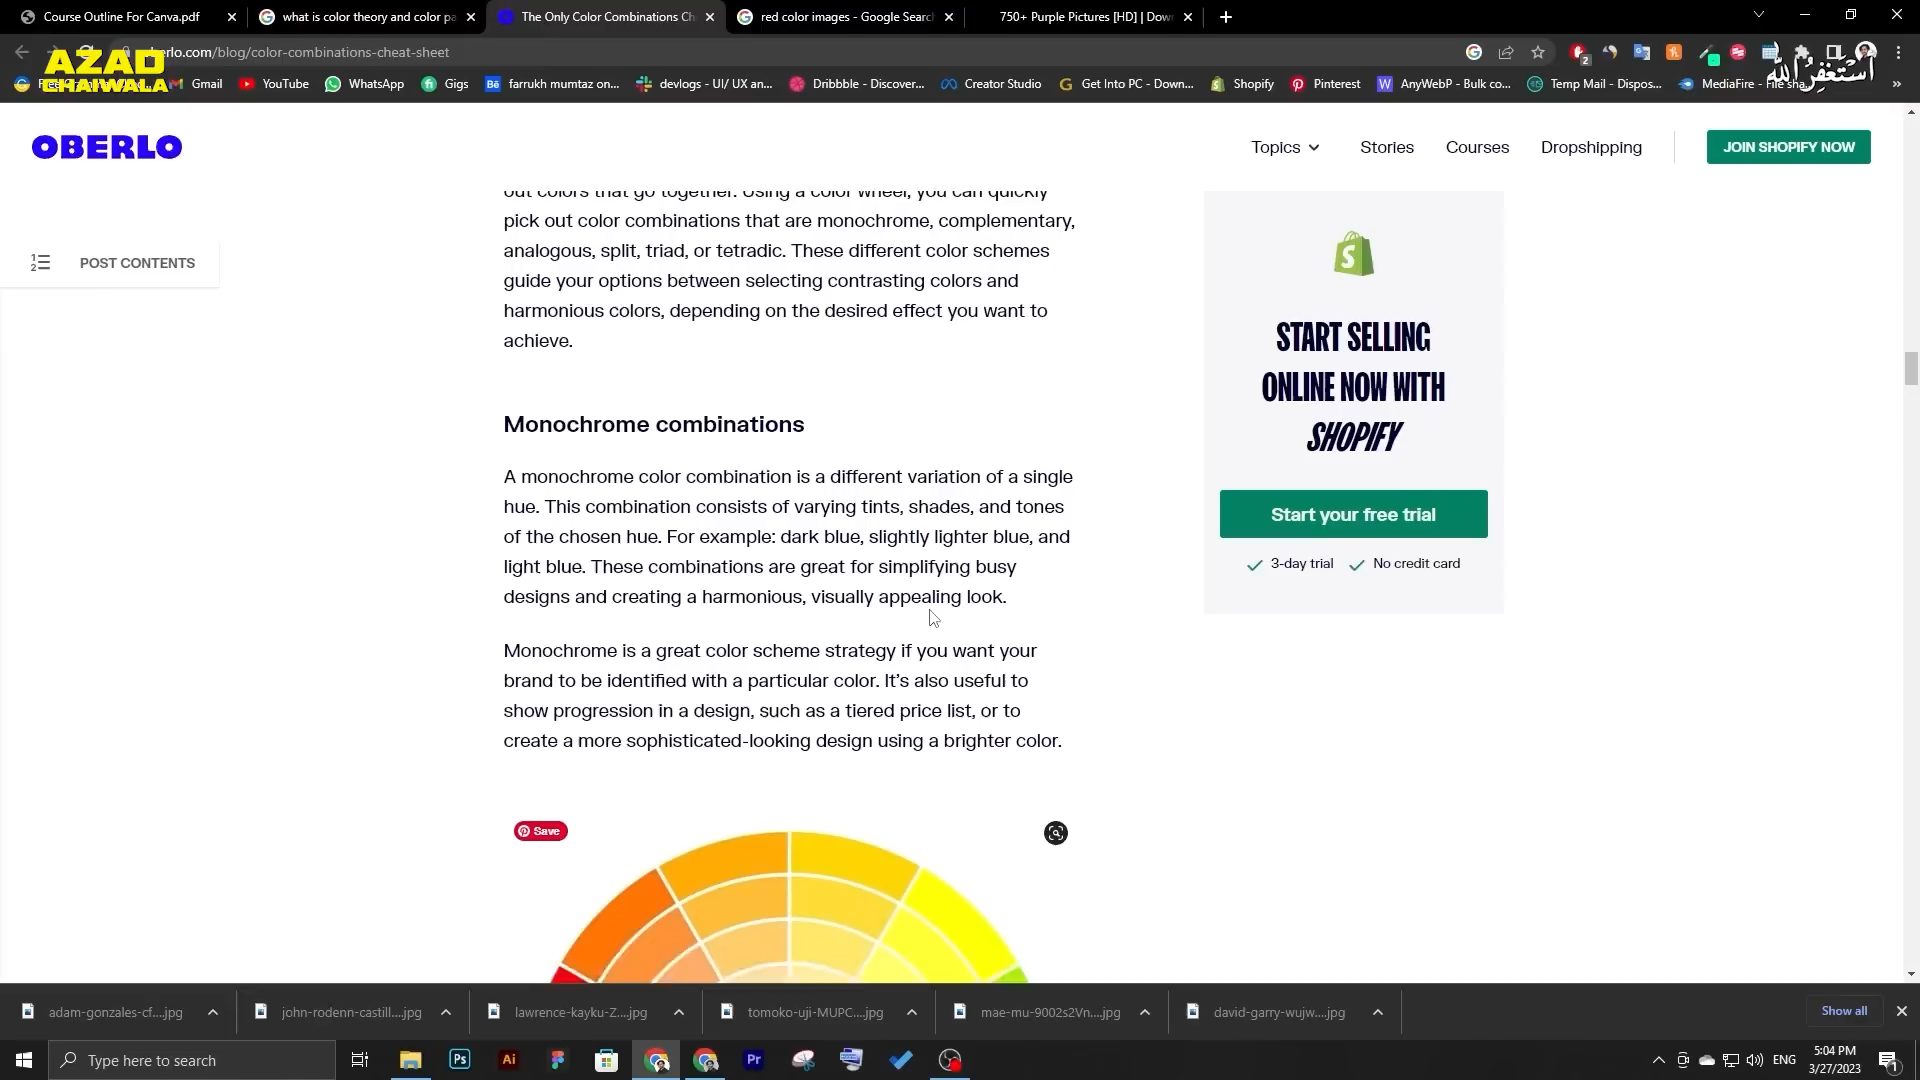 Course Outline For Canva.pdf
what is color theory and color pa
The Only Color Combinations Ch
red color images - Google Search
750+ Purple Pictures [HD] | Dow
erlo.com/blog/color-combinations-cheat-sheet
AZAD
CHAIWALA
أستغفر الله
Gmail
YouTube
WhatsApp
Gigs
farrukh mumtaz on...
devlogs - UI/ UX an...
Dribbble - Discover...
Creator Studio
Get Into PC - Down...
Shopify
Pinterest
AnyWebP - Bulk co...
Temp Mail - Dispos...
MediaFire - File sha...
OBERLO
Topics
Stories
Courses
Dropshipping
JOIN SHOPIFY NOW
POST CONTENTS
out colors that go together. Using a color wheel, you can quickly
pick out color combinations that are monochrome, complementary,
analogous, split, triad, or tetradic. These different color schemes
guide your options between selecting contrasting colors and
harmonious colors, depending on the desired effect you want to
achieve.
Monochrome combinations
A monochrome color combination is a different variation of a single
hue. This combination consists of varying tints, shades, and tones
of the chosen hue. For example: dark blue, slightly lighter blue, and
light blue. These combinations are great for simplifying busy
designs and creating a harmonious, visually appealing look.
Monochrome is a great color scheme strategy if you want your
brand to be identified with a particular color. It’s also useful to
show progression in a design, such as a tiered price list, or to
create a more sophisticated-looking design using a brighter color.
Save
START SELLING
ONLINE NOW WITH
SHOPIFY
Start your free trial
3-day trial
No credit card
adam-gonzales-cf....jpg
john-rodenn-castill....jpg
lawrence-kayku-Z....jpg
tomoko-uji-MUPC....jpg
mae-mu-9002s2Vn....jpg
david-garry-wujw....jpg
Show all
Type here to search
Ps
Ai
Pr
ENG
5:04 PM
3/27/2023